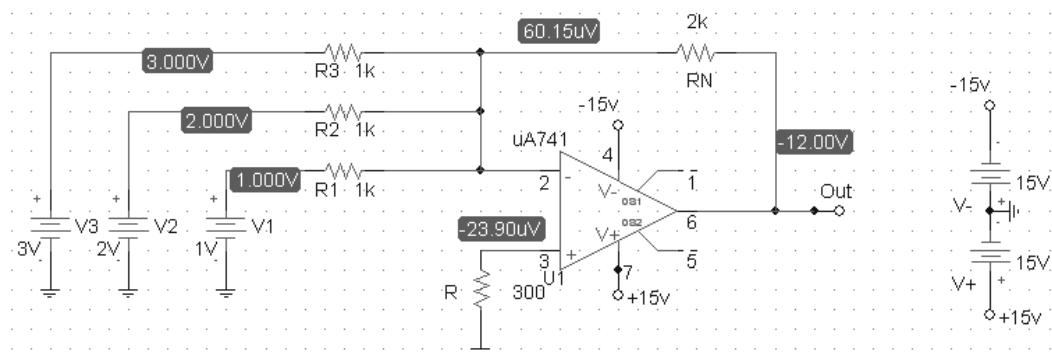 2k
60.15uV
3.000V
R3 1k
RN
2.000V
R2 1k
-15v
-15v
uA741
4
-12.00V
1.000V
R1 1k
2
-
V-
OS1
1
Out
15V
V-
V3
V2
V1
3V
2V
1V
-23.90uV
OS2
6
V+
3
+
5
15V
V+
U1
7
R
300
+15v
+15v